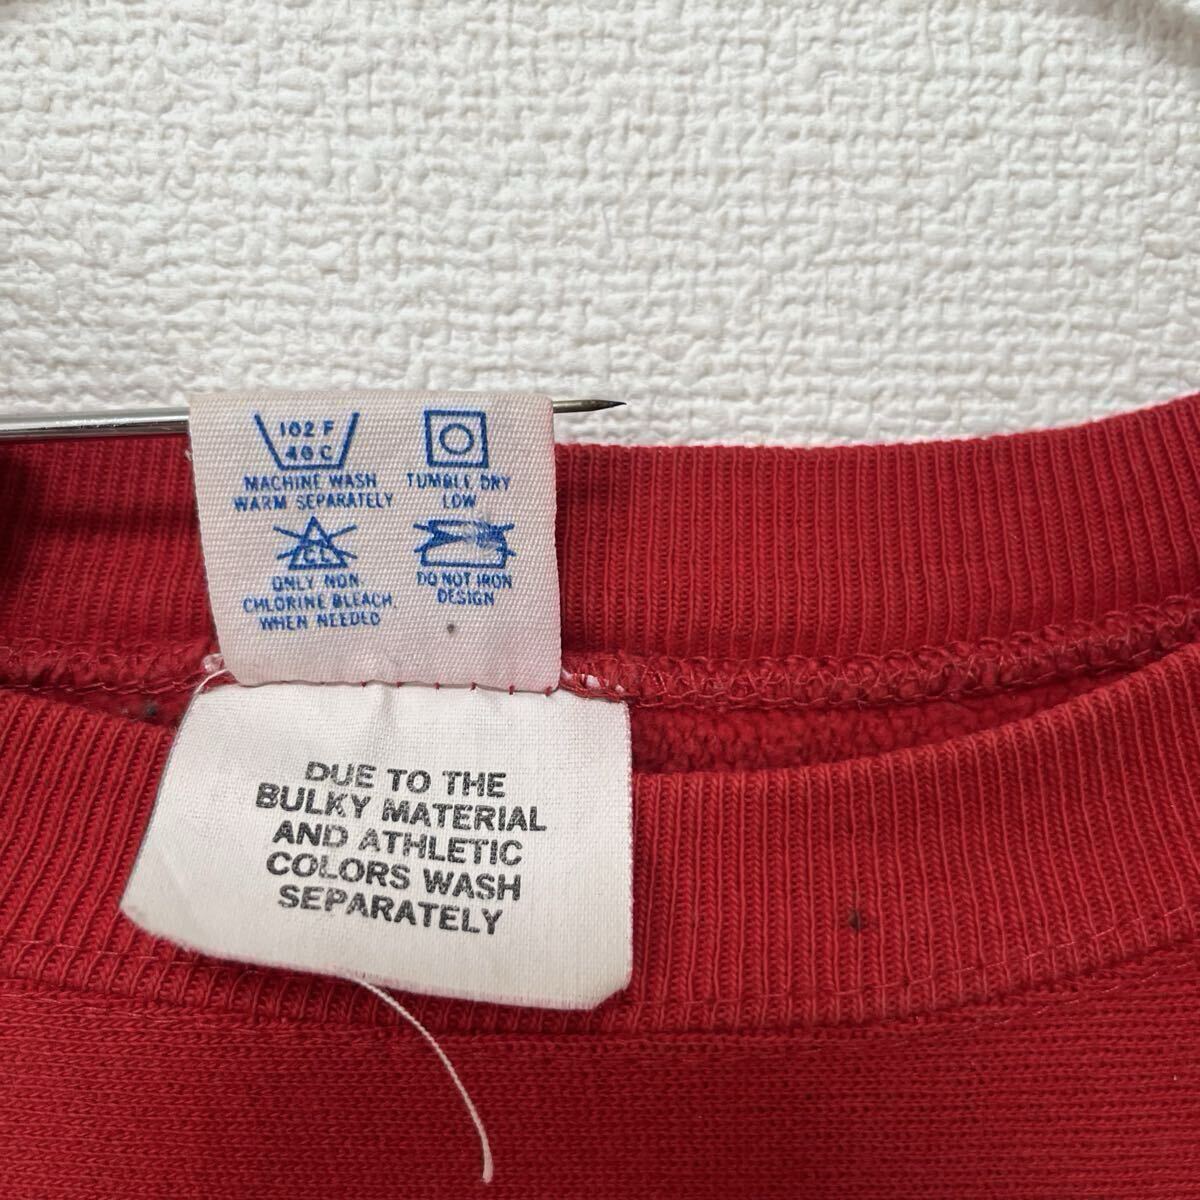 102 F
40 C
MACHINE WASH
WARM SEPARATELY
TUMBLE DRY
LOW
CL
ONLY NON
CHLORINE BLEACH
WHEN NEEDED
DO NOT IRON
DESIGN
DUE TO THE
BULKY MATERIAL
AND ATHLETIC
COLORS WASH
SEPARATELY